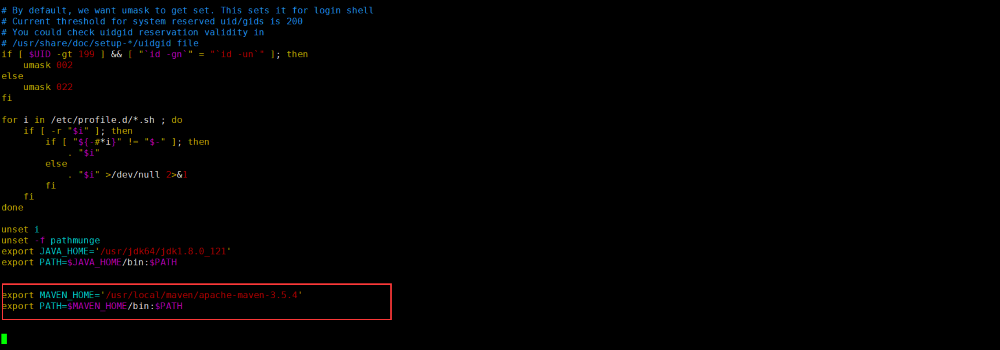 # By default, we want umask to get set. This sets it for login shell
# Current threshold for system reserved uid/gids is 200
# You could check uidgid reservation validity in
# /usr/share/doc/setup-*/uidgid file
if [ $UID -gt 199 ] && [ "`id -gn`" = "`id -un`" ]; then
    umask 002
else
    umask 022
fi

for i in /etc/profile.d/*.sh ; do
    if [ -r "$i" ]; then
        if [ "${-#*i}" != "$-" ]; then
            . "$i"
        else
            . "$i" >/dev/null 2>&1
        fi
    fi
done

unset i
unset -f pathmunge
export JAVA_HOME='/usr/jdk64/jdk1.8.0_121'
export PATH=$JAVA_HOME/bin:$PATH

export MAVEN_HOME='/usr/local/maven/apache-maven-3.5.4'
export PATH=$MAVEN_HOME/bin:$PATH